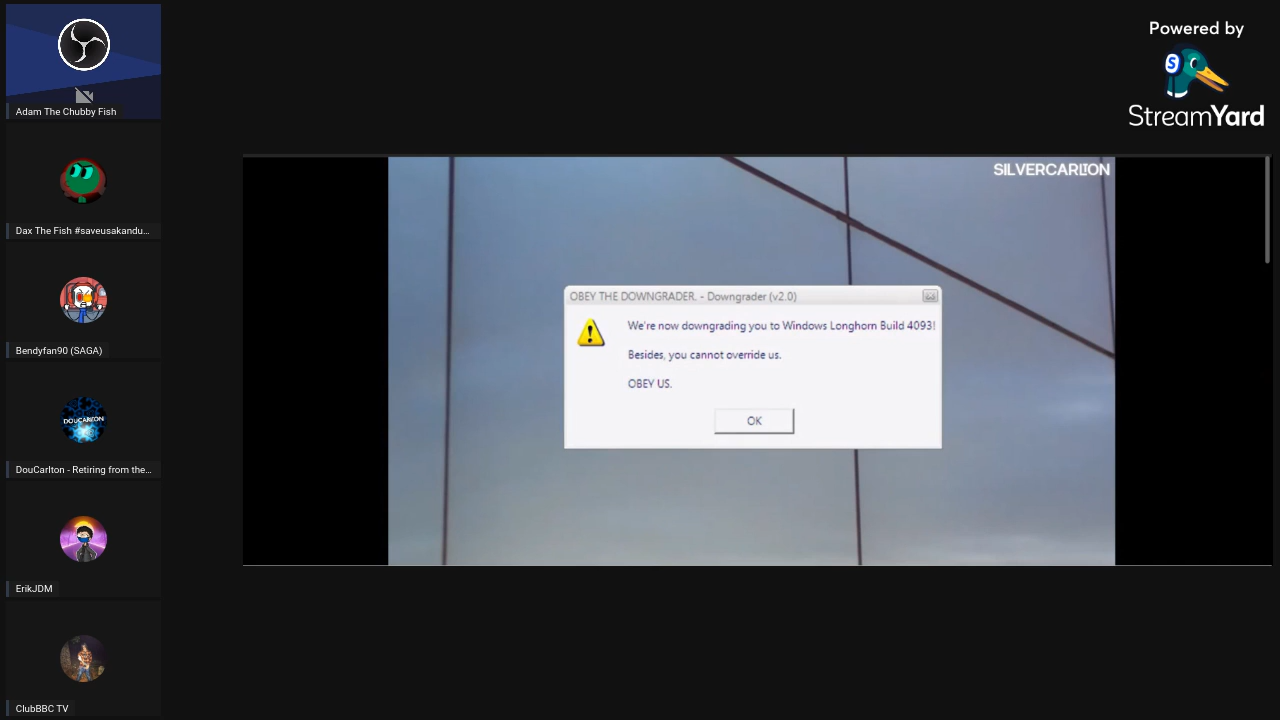 Powered by
StreamYard
Adam The Chubby Fish
Dax The Fish #saveusakandu...
Bendyfan90 (SAGA)
DOUCARLTON
DouCarlton - Retiring from the...
ErikJDM
ClubBBC TV
SILVERCARLTON
OBEY THE DOWNGRADER. - Downgrader (v2.0)
We're now downgrading you to Windows Longhorn Build 4093!
Besides, you cannot override us.
OBEY US.
OK